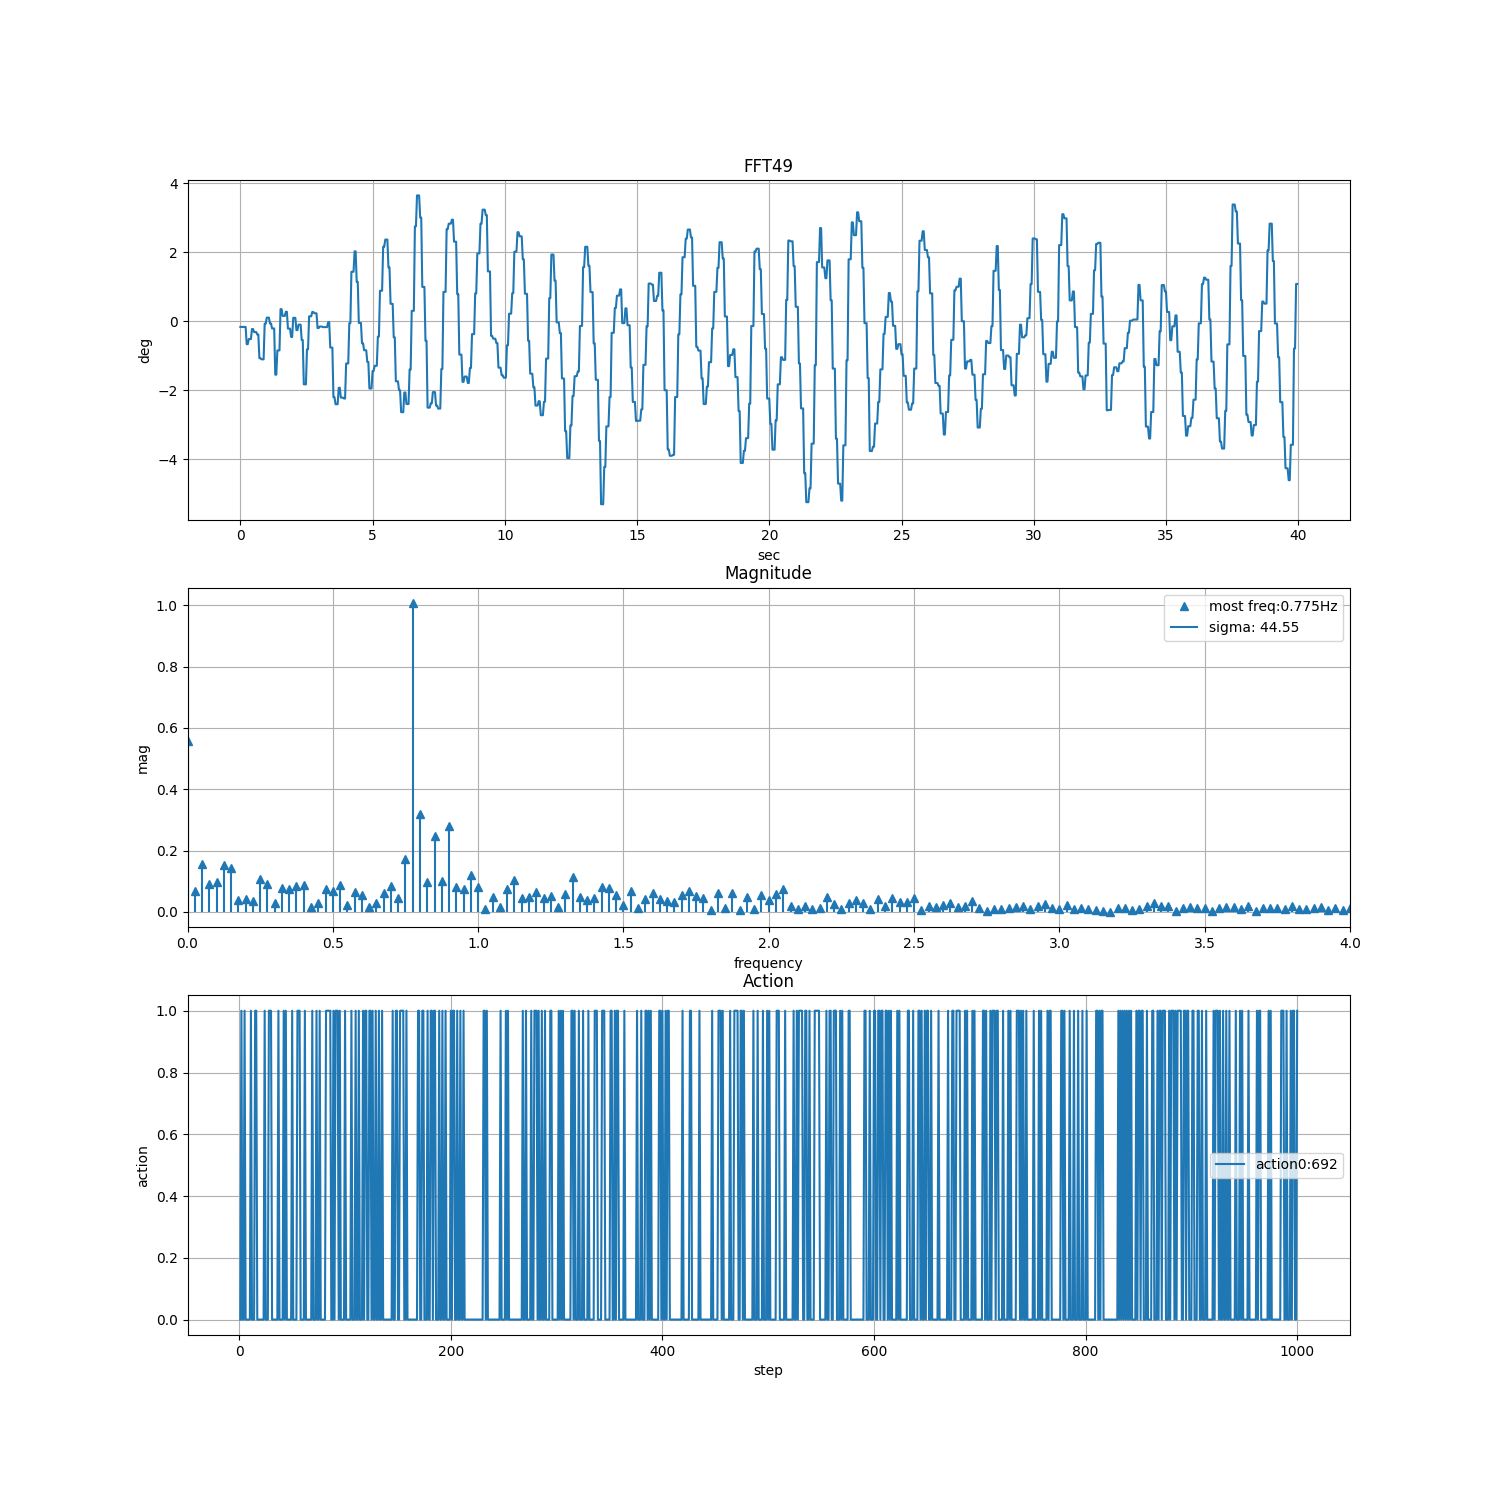 FFT49
4
2
0
−2
−4
deg
0 5 10 15 20 25 30 35 40
sec
Magnitude
1.0
0.8
0.6
0.4
0.2
0.0
mag
most freq:0.775Hz
sigma: 44.55
0.0 0.5 1.0 1.5 2.0 2.5 3.0 3.5 4.0
frequency
Action
1.0
0.8
0.6
0.4
0.2
0.0
action
action0:692
0 200 400 600 800 1000
step